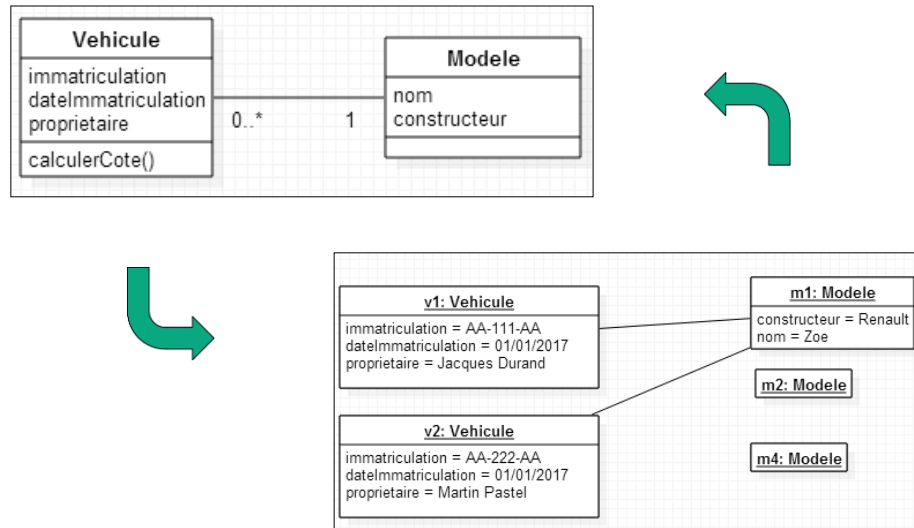 Vehicule
immatriculation
dateImmatriculation
proprietaire
calculerCote()
0..*
1
Modele
nom
constructeur
v1: Vehicule
immatriculation = AA-111-AA
dateImmatriculation = 01/01/2017
proprietaire = Jacques Durand
m1: Modele
constructeur = Renault
nom = Zoe
m2: Modele
v2: Vehicule
immatriculation = AA-222-AA
dateImmatriculation = 01/01/2017
proprietaire = Martin Pastel
m4: Modele